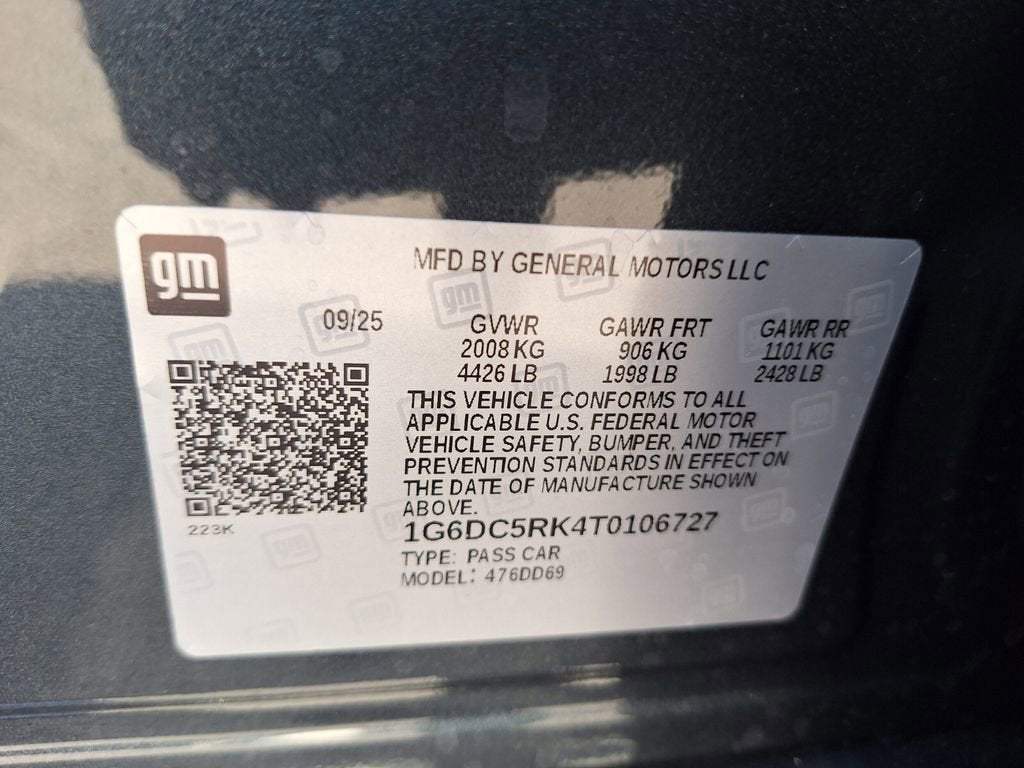 gm
MFD BY GENERAL MOTORS LLC
09/25 GVWR GAWR FRT GAWR RR
2008 KG 906 KG 1101 KG
4426 LB 1998 LB 2428 LB
THIS VEHICLE CONFORMS TO ALL
APPLICABLE U.S. FEDERAL MOTOR
VEHICLE SAFETY, BUMPER, AND THEFT
PREVENTION STANDARDS IN EFFECT ON
THE DATE OF MANUFACTURE SHOWN
ABOVE.
223K
1G6DC5RK4T0106727
TYPE: PASS CAR
MODEL: 476DD69